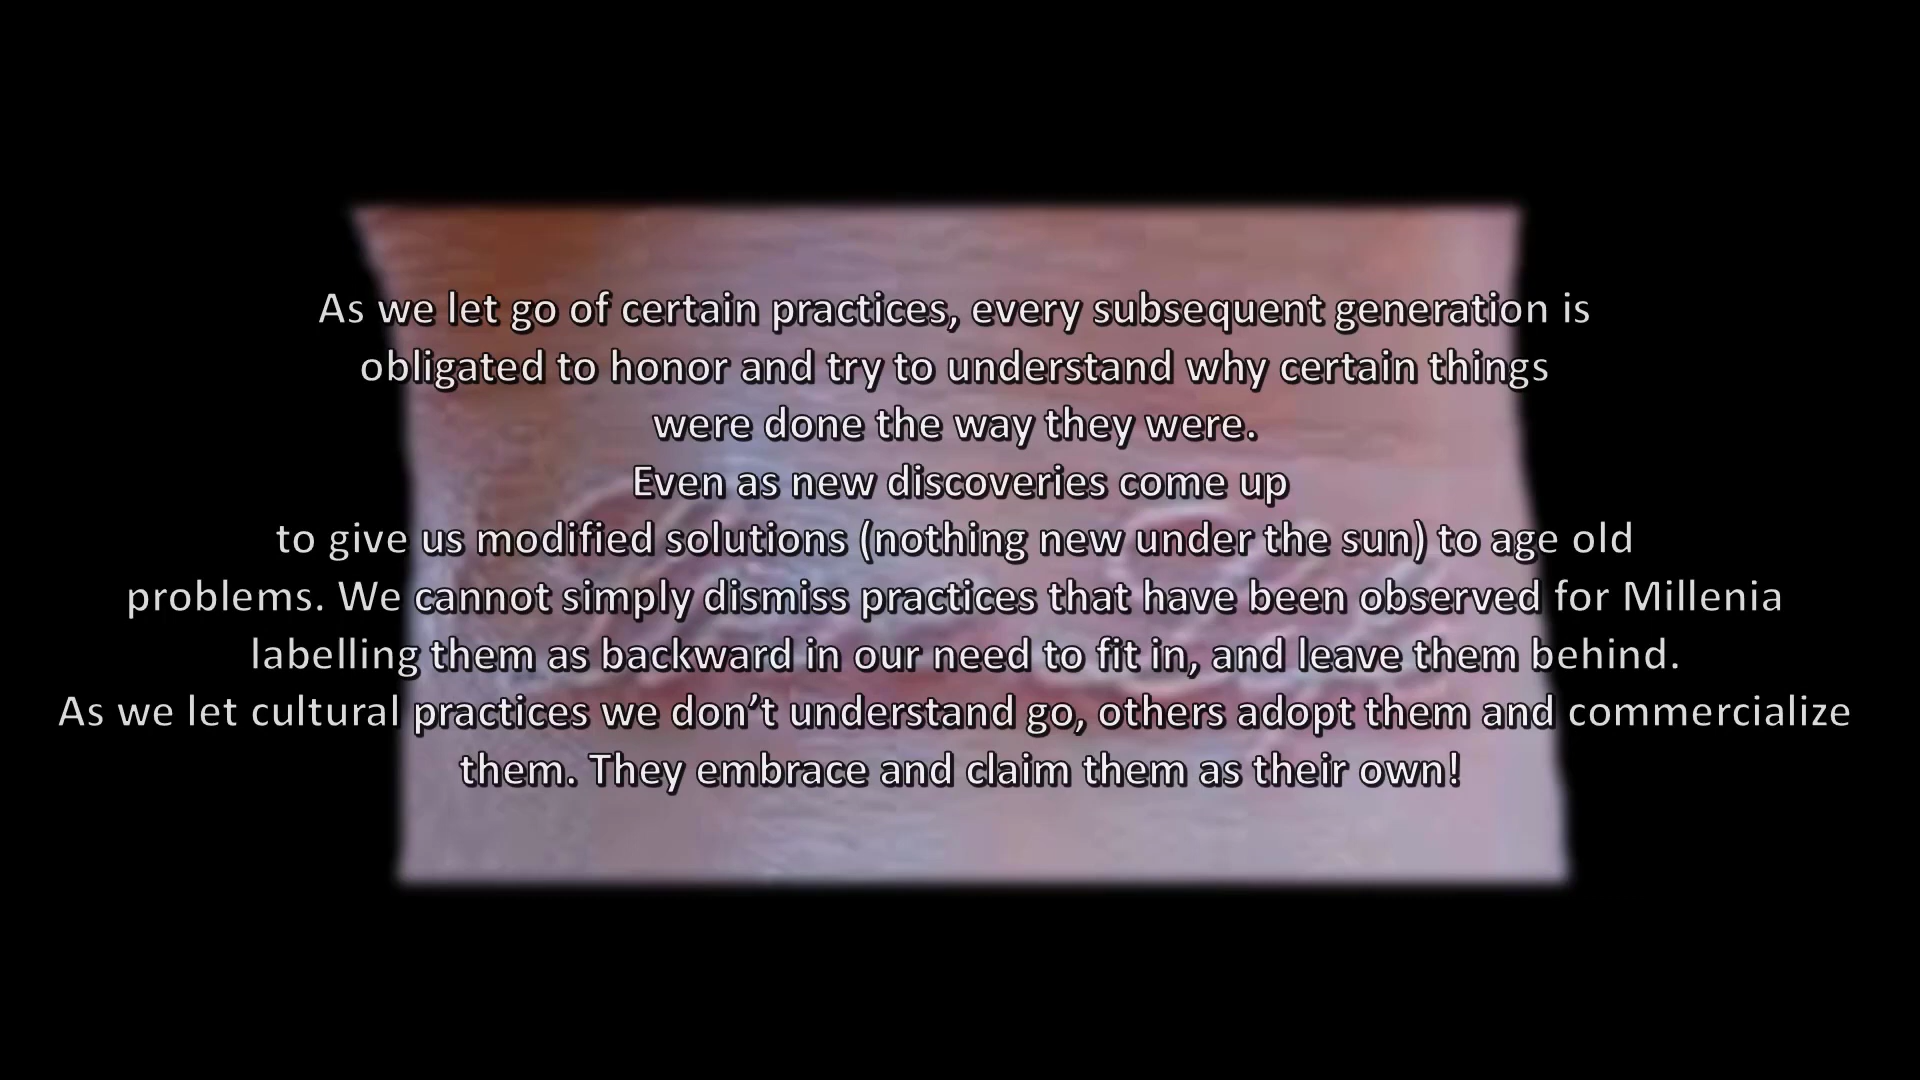 As we let go of certain practices, every subsequent generation is
obligated to honor and try to understand why certain things
were done the way they were.
Even as new discoveries come up
to give us modified solutions (nothing new under the sun) to age old
problems. We cannot simply dismiss practices that have been observed for Millenia
labelling them as backward in our need to fit in, and leave them behind.
As we let cultural practices we don’t understand go, others adopt them and commercialize
them. They embrace and claim them as their own!